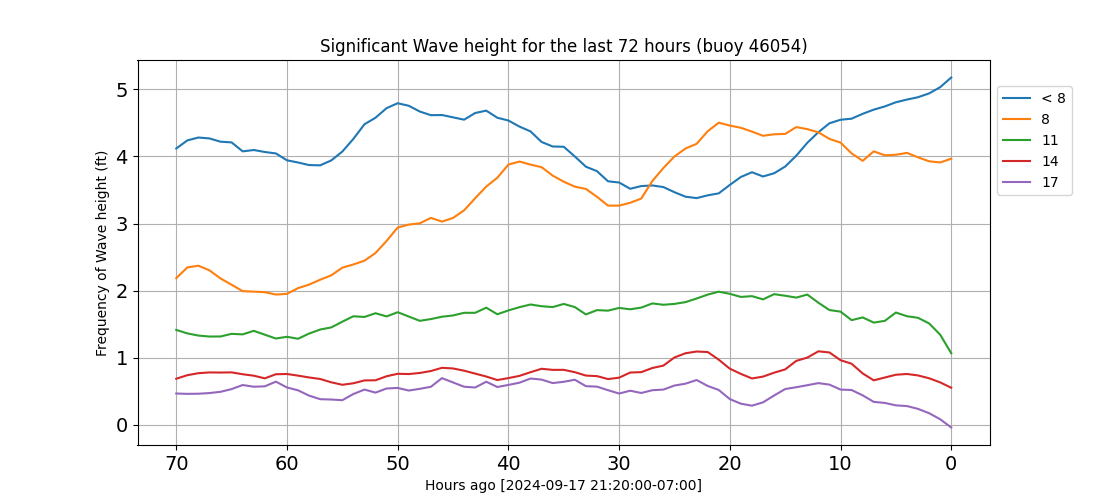 Significant Wave height for the last 72 hours (buoy 46054)
Frequency of Wave height (ft)
5
4
3
2
1
0
70 60 50 40 30 20 10 0
Hours ago [2024-09-17 21:20:00-07:00]
< 8
8
11
14
17